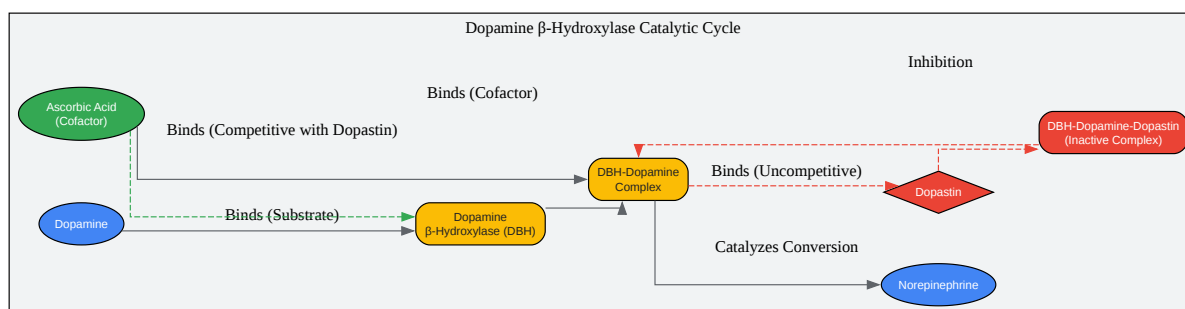 Dopamine β-Hydroxylase Catalytic Cycle
Inhibition
Binds (Cofactor)
Ascorbic Acid
(Cofactor)
Binds (Competitive with Dopastin)
DBH-Dopamine-Dopastin
(Inactive Complex)
DBH-Dopamine
Complex
Binds (Uncompetitive)
Dopastin
Dopamine
Binds (Substrate)
Dopamine
β-Hydroxylase (DBH)
Catalyzes Conversion
Norepinephrine